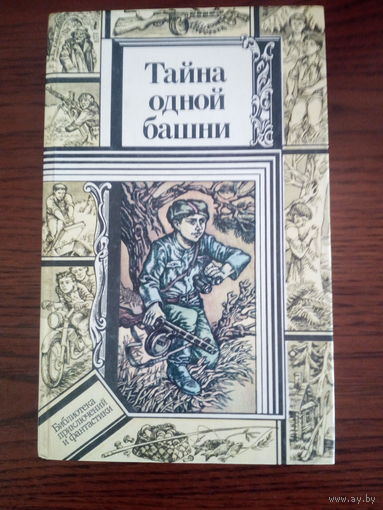 Тайна
одной
башни
Библиотека
приключений
и фантастики
www.ay.by